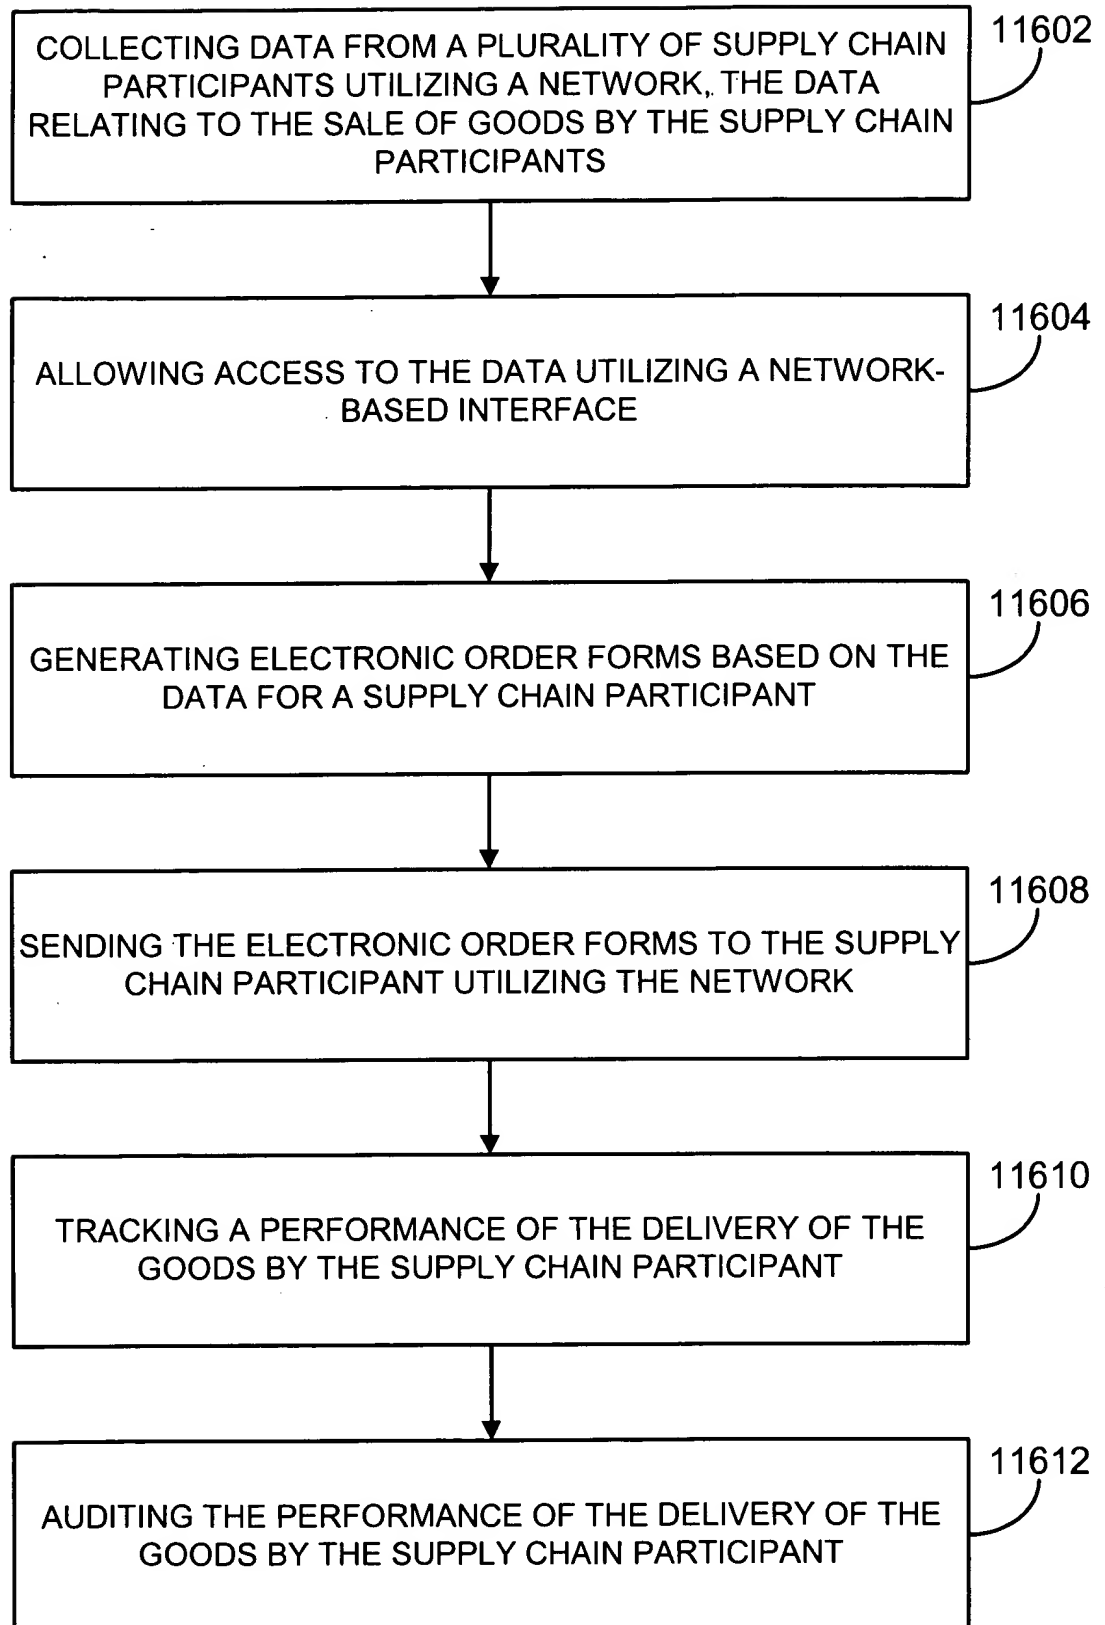 COLLECTING DATA FROM A PLURALITY OF SUPPLY CHAIN
PARTICIPANTS UTILIZING A NETWORK, THE DATA
RELATING TO THE SALE OF GOODS BY THE SUPPLY CHAIN
PARTICIPANTS
11602
ALLOWING ACCESS TO THE DATA UTILIZING A NETWORK-
BASED INTERFACE
11604
GENERATING ELECTRONIC ORDER FORMS BASED ON THE
DATA FOR A SUPPLY CHAIN PARTICIPANT
11606
SENDING THE ELECTRONIC ORDER FORMS TO THE SUPPLY
CHAIN PARTICIPANT UTILIZING THE NETWORK
11608
TRACKING A PERFORMANCE OF THE DELIVERY OF THE
GOODS BY THE SUPPLY CHAIN PARTICIPANT
11610
AUDITING THE PERFORMANCE OF THE DELIVERY OF THE
GOODS BY THE SUPPLY CHAIN PARTICIPANT
11612